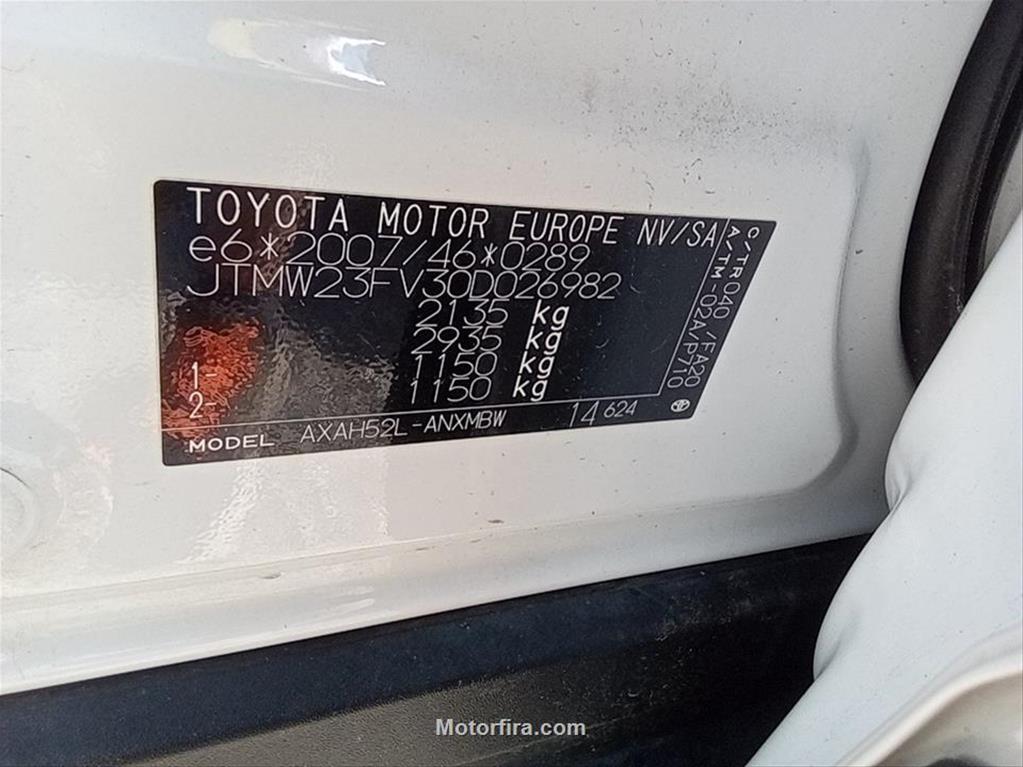 TOYOTA MOTOR EUROPE NV/SA
e6*2007/46*0289
JTMW23FV30D026982
2135 kg
2935 kg
1- 1150 kg
2- 1150 kg
MODEL AXAH52L-ANXMBW 14 624
C/TR 040 /FA20
A/TM -02A/P710
Motorfira.com